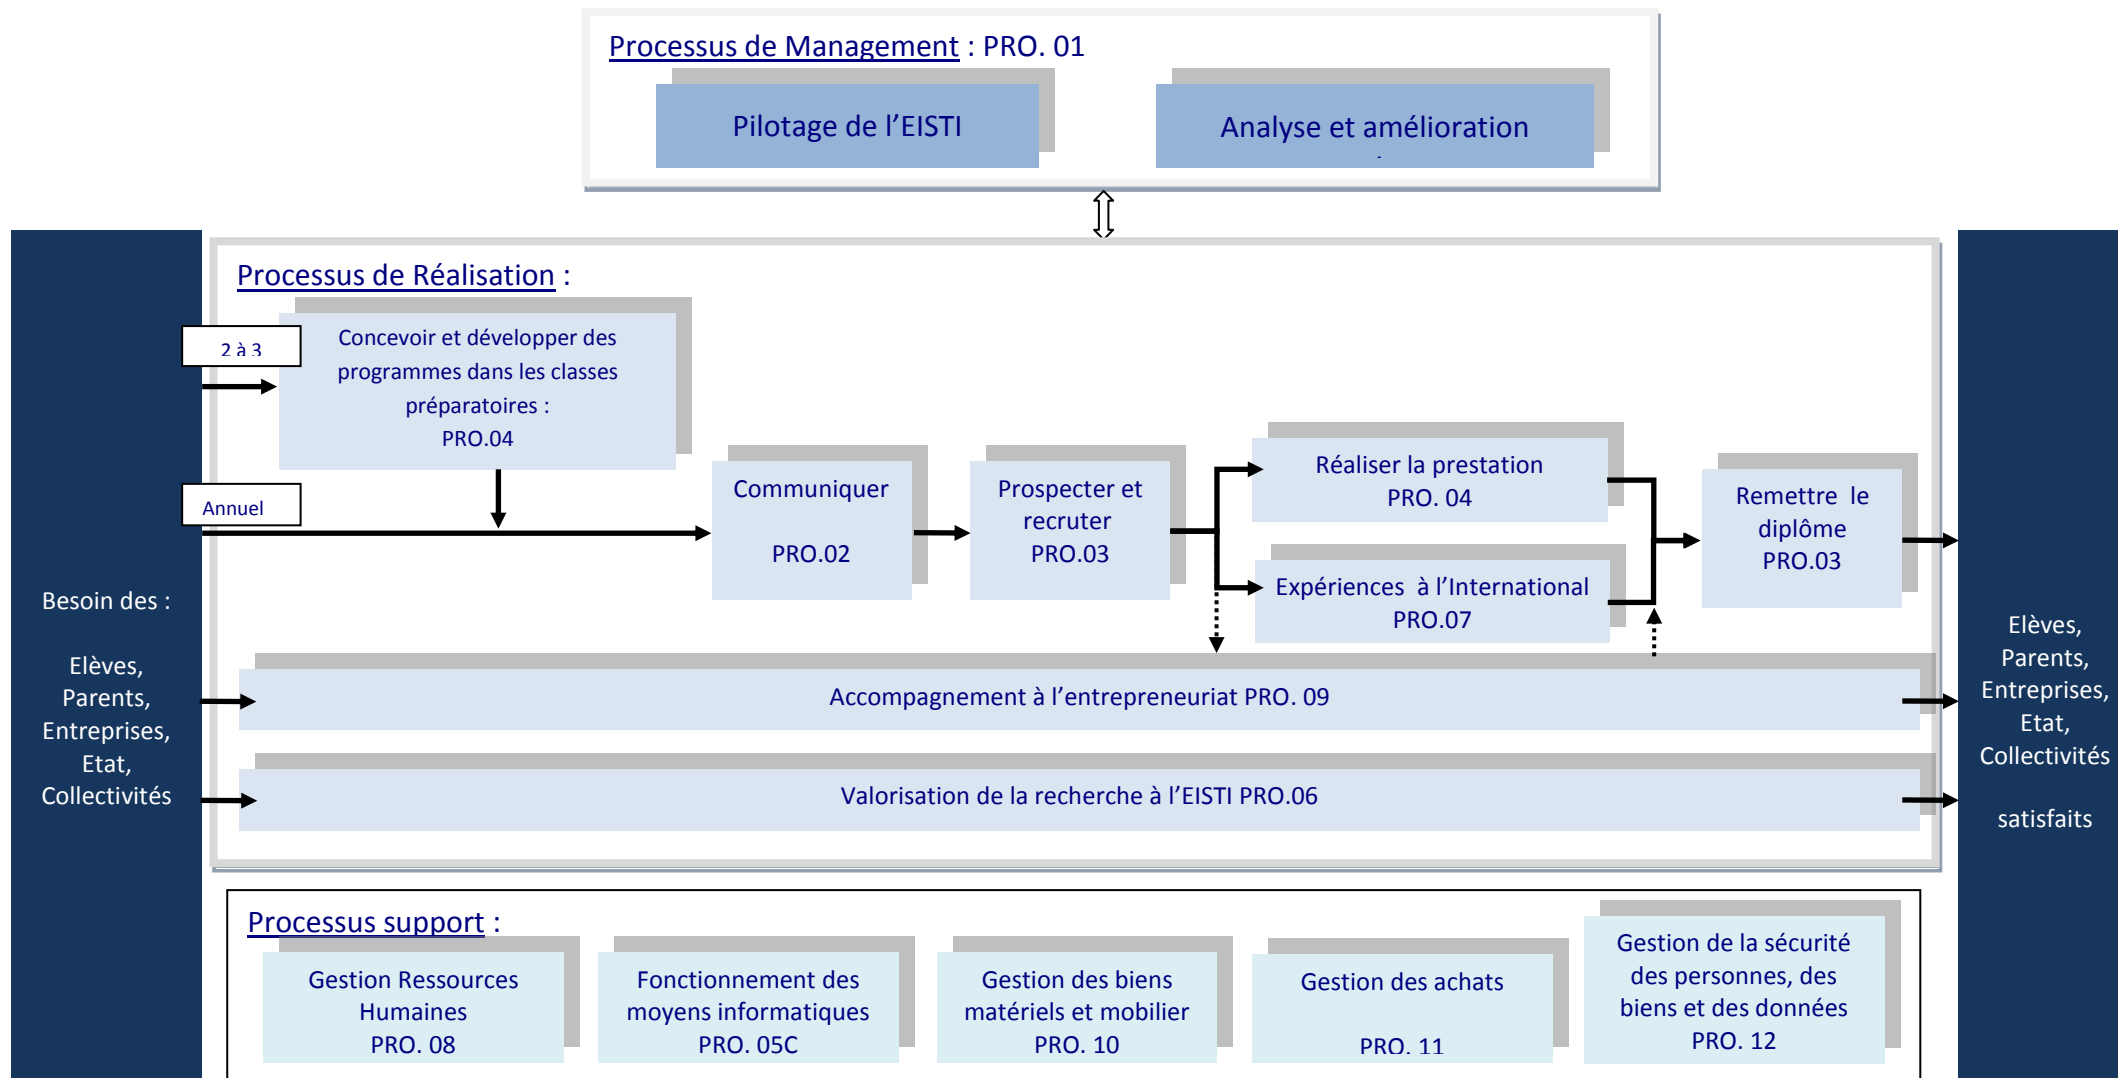 Processus de Management : PRO. 01
Pilotage de l’EISTI
Analyse et amélioration
Processus de Réalisation :
2 à 3
Concevoir et développer des
programmes dans les classes
préparatoires :
PRO.04
Annuel
Communiquer
PRO.02
Prospecter et
recruter
PRO.03
Réaliser la prestation
PRO. 04
Expériences à l’International
PRO.07
Remettre le
diplôme
PRO.03
Besoin des :
Elèves,
Parents,
Entreprises,
Etat,
Collectivités
Accompagnement à l’entrepreneuriat PRO. 09
Valorisation de la recherche à l’EISTI PRO.06
Elèves,
Parents,
Entreprises,
Etat,
Collectivités
satisfaits
Processus support :
Gestion Ressources
Humaines
PRO. 08
Fonctionnement des
moyens informatiques
PRO. 05C
Gestion des biens
matériels et mobilier
PRO. 10
Gestion des achats
PRO. 11
Gestion de la sécurité
des personnes, des
biens et des données
PRO. 12